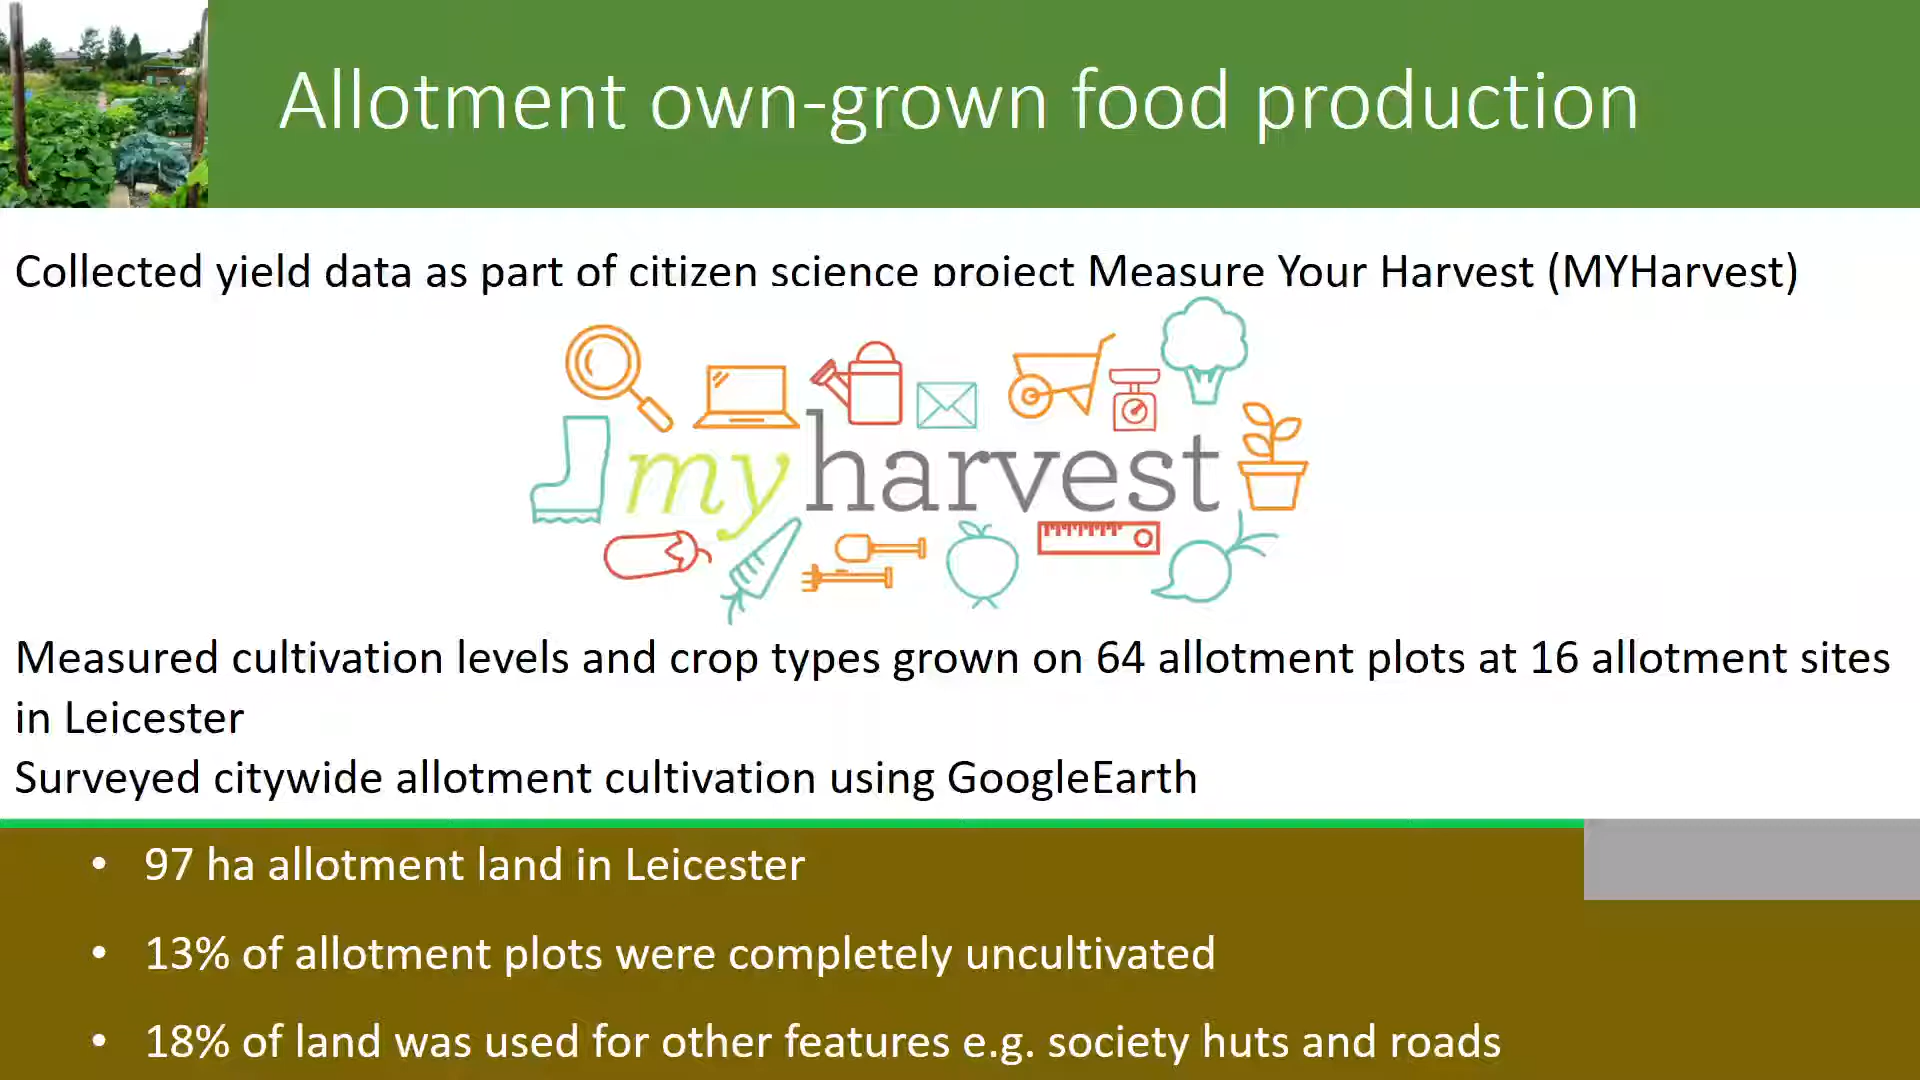 Allotment own-grown food production
Collected yield data as part of citizen science project Measure Your Harvest (MYHarvest)
my harvest
Measured cultivation levels and crop types grown on 64 allotment plots at 16 allotment sites
in Leicester
Surveyed citywide allotment cultivation using GoogleEarth
• 97 ha allotment land in Leicester
• 13% of allotment plots were completely uncultivated
• 18% of land was used for other features e.g. society huts and roads